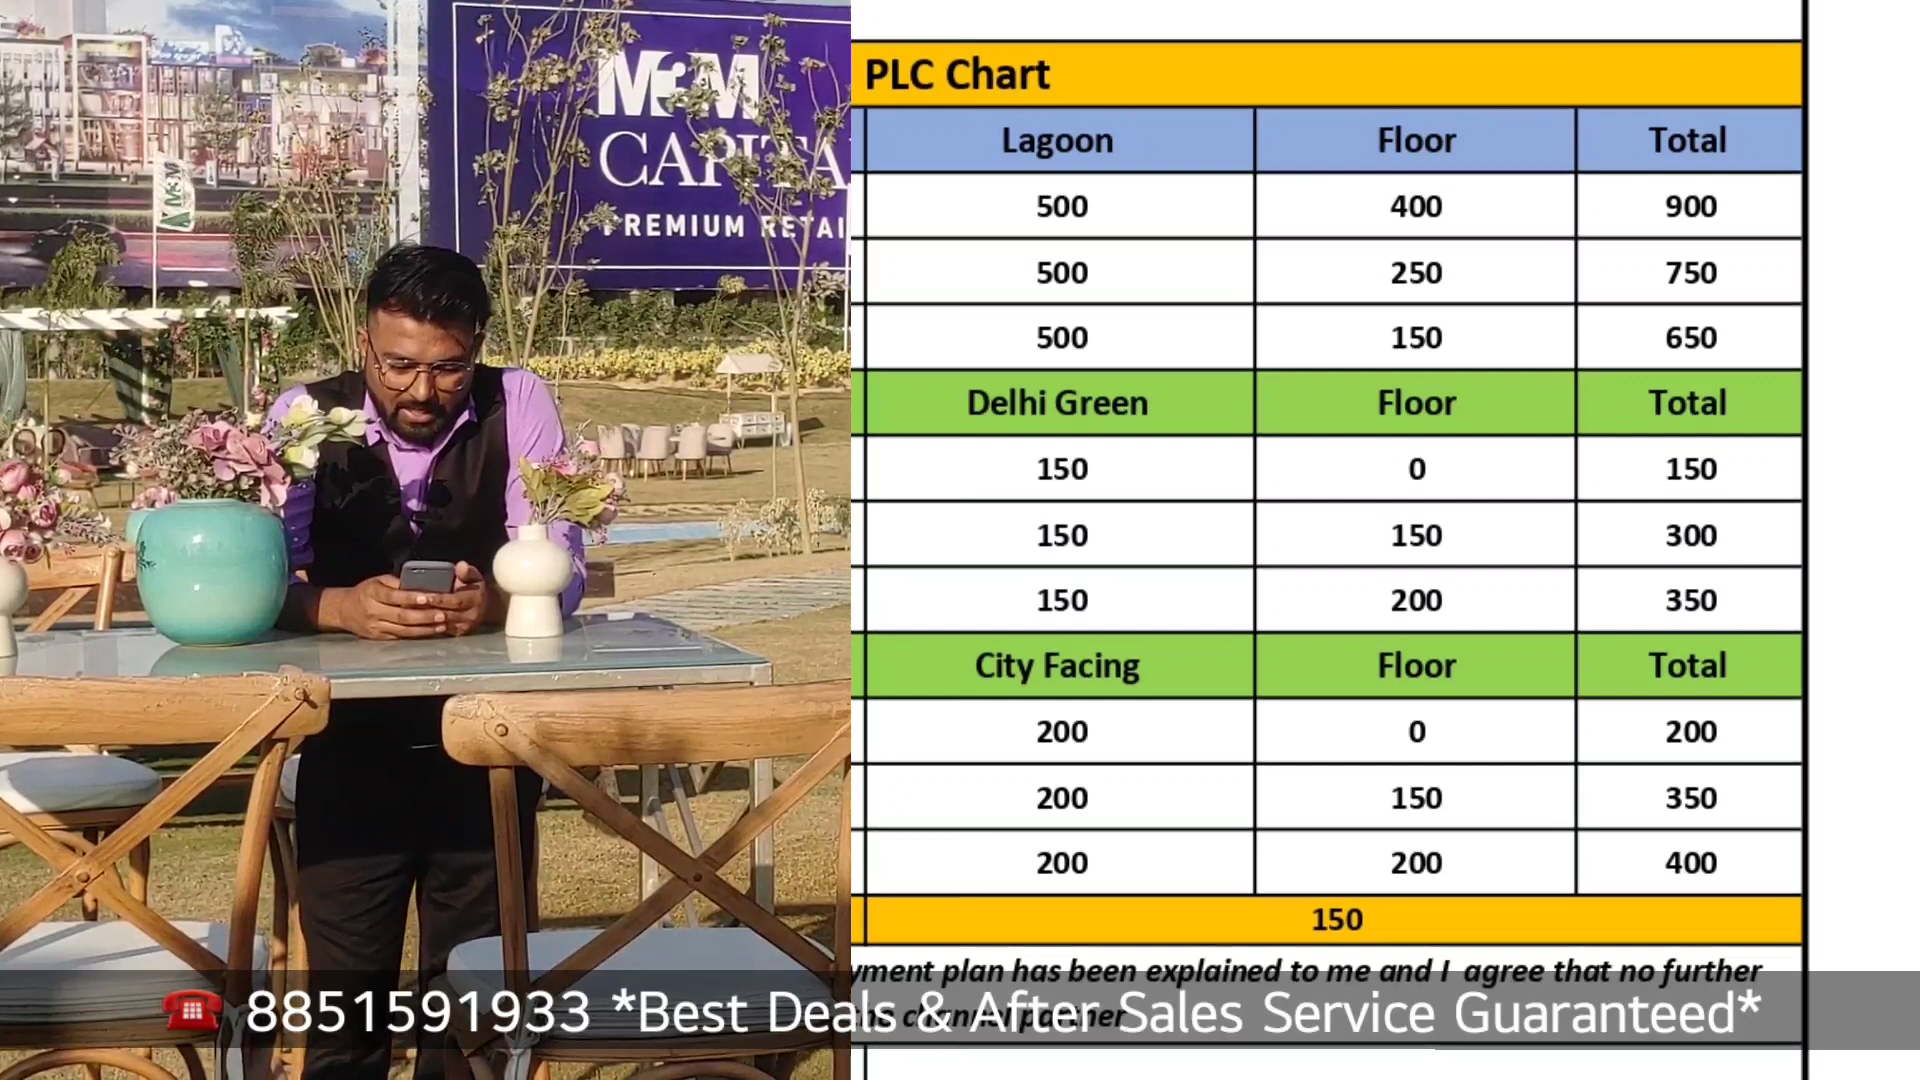 M3M
CAPITA
PREMIUM RETAI
M3M
PLC Chart
Lagoon Floor Total
500 400 900
500 250 750
500 150 650
Delhi Green Floor Total
150 0 150
150 150 300
150 200 350
City Facing Floor Total
200 0 200
200 150 350
200 200 400
150
yment plan has been explained to me and I agree that no further
channel partner
8851591933 *Best Deals & After Sales Service Guaranteed*